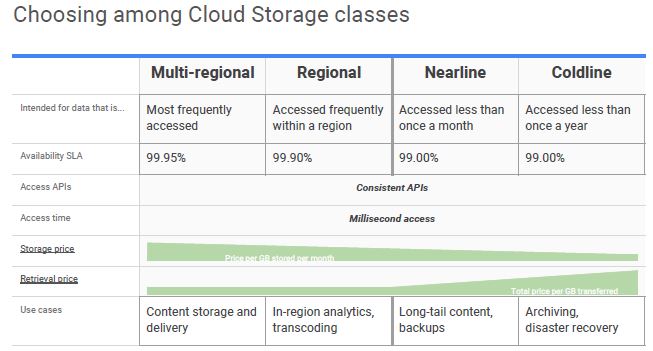 Choosing among Cloud Storage classes
Multi-regional Regional Nearline Coldline
Intended for data that is...
Most frequently
accessed
Accessed frequently
within a region
Accessed less than
once a month
Accessed less than
once a year
Availability SLA 99.95% 99.90% 99.00% 99.00%
Access APIs Consistent APIs
Access time Millisecond access
Storage price
Price per GB stored per month
Retrieval price
Total price per GB transferred
Use cases
Content storage and
delivery
In-region analytics,
transcoding
Long-tail content,
backups
Archiving,
disaster recovery